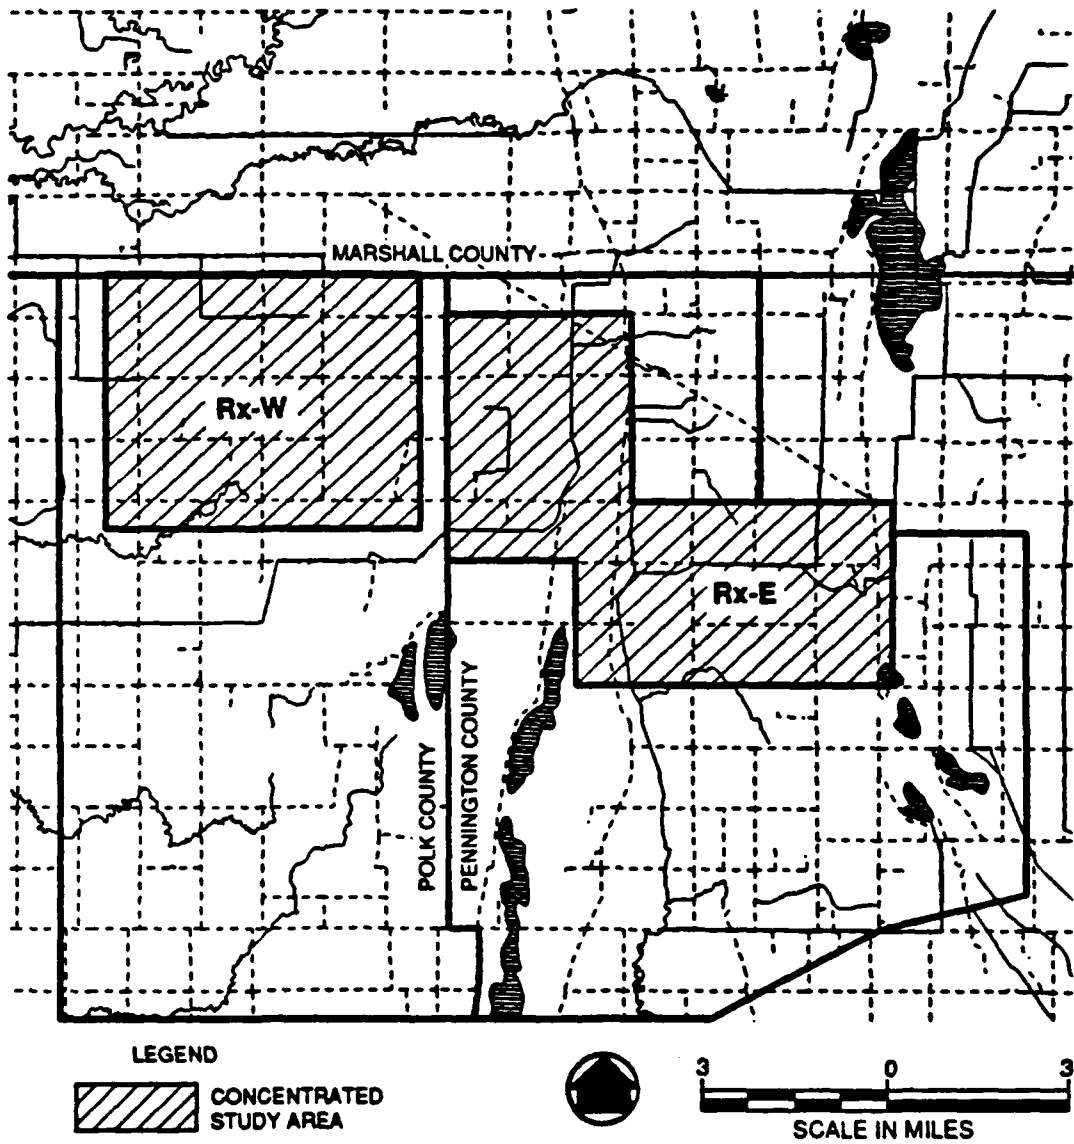 MARSHALL COUNTY
Rx-W
Rx-E
POLK COUNTY
PENNINGTON COUNTY
LEGEND
CONCENTRATED
STUDY AREA
3 0 3
SCALE IN MILES